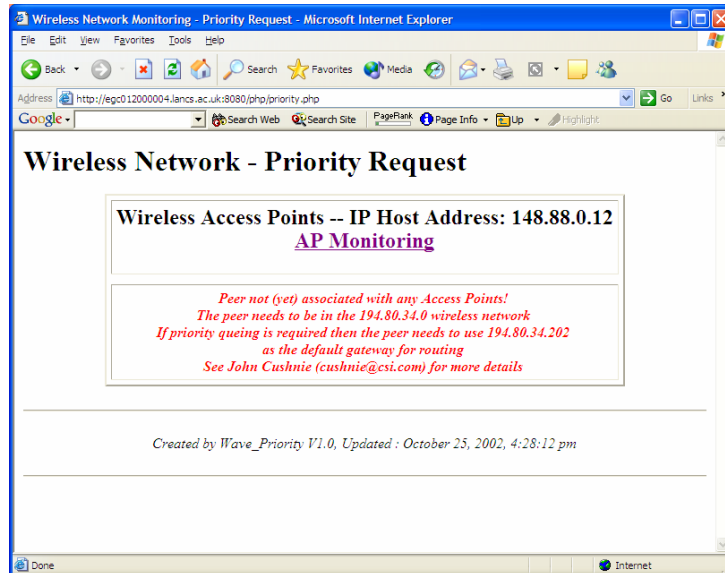 Wireless Network Monitoring - Priority Request - Microsoft Internet Explorer
File Edit View Favorites Tools Help
Back Search Favorites Media
Address http://egc012000004.lancs.ac.uk:8080/php/priority.php Go Links
Google Search Web Search Site PageRank Page Info Up Highlight
Wireless Network - Priority Request
Wireless Access Points -- IP Host Address: 148.88.0.12
AP Monitoring
Peer not (yet) associated with any Access Points!
The peer needs to be in the 194.80.34.0 wireless network
If priority queing is required then the peer needs to use 194.80.34.202
as the default gateway for routing
See John Cushnie (cushnie@csi.com) for more details
Created by Wave_Priority V1.0, Updated : October 25, 2002, 4:28:12 pm
Done Internet